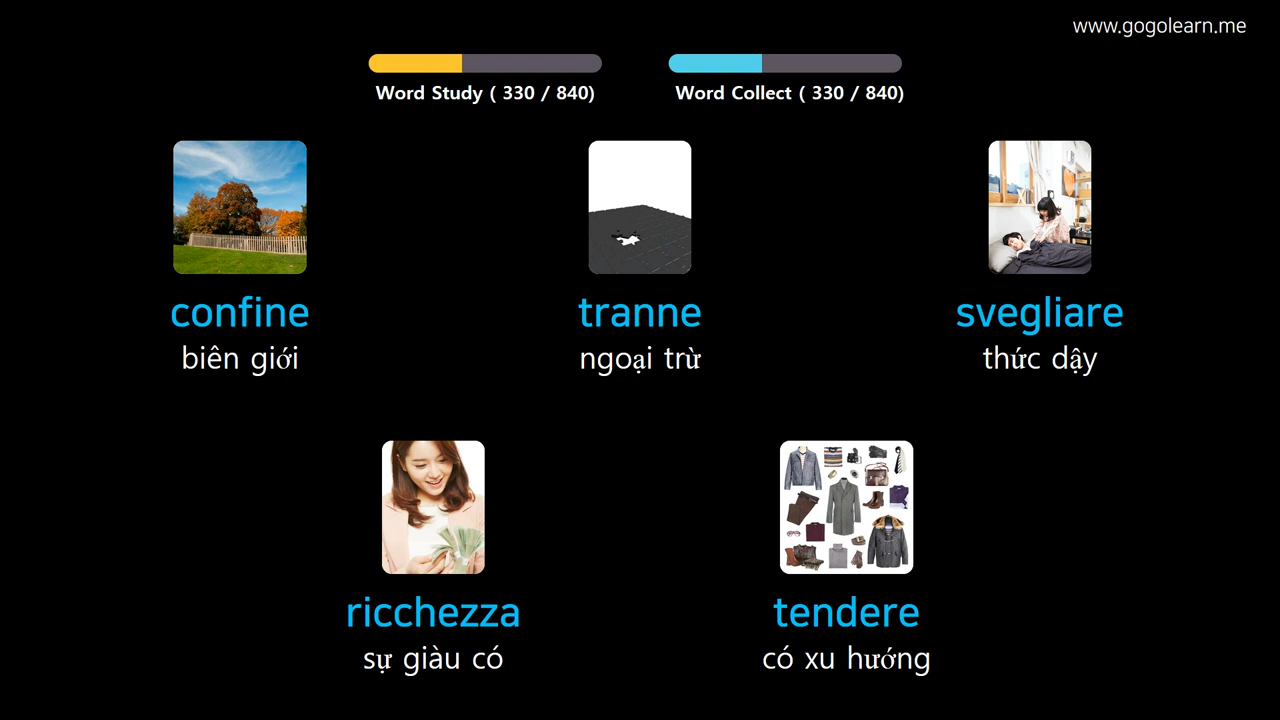 www.gogolearn.me
Word Study ( 330 / 840)
Word Collect ( 330 / 840)
confine
biên giới
tranne
ngoại trừ
svegliare
thức dậy
ricchezza
sự giàu có
tendere
có xu hướng